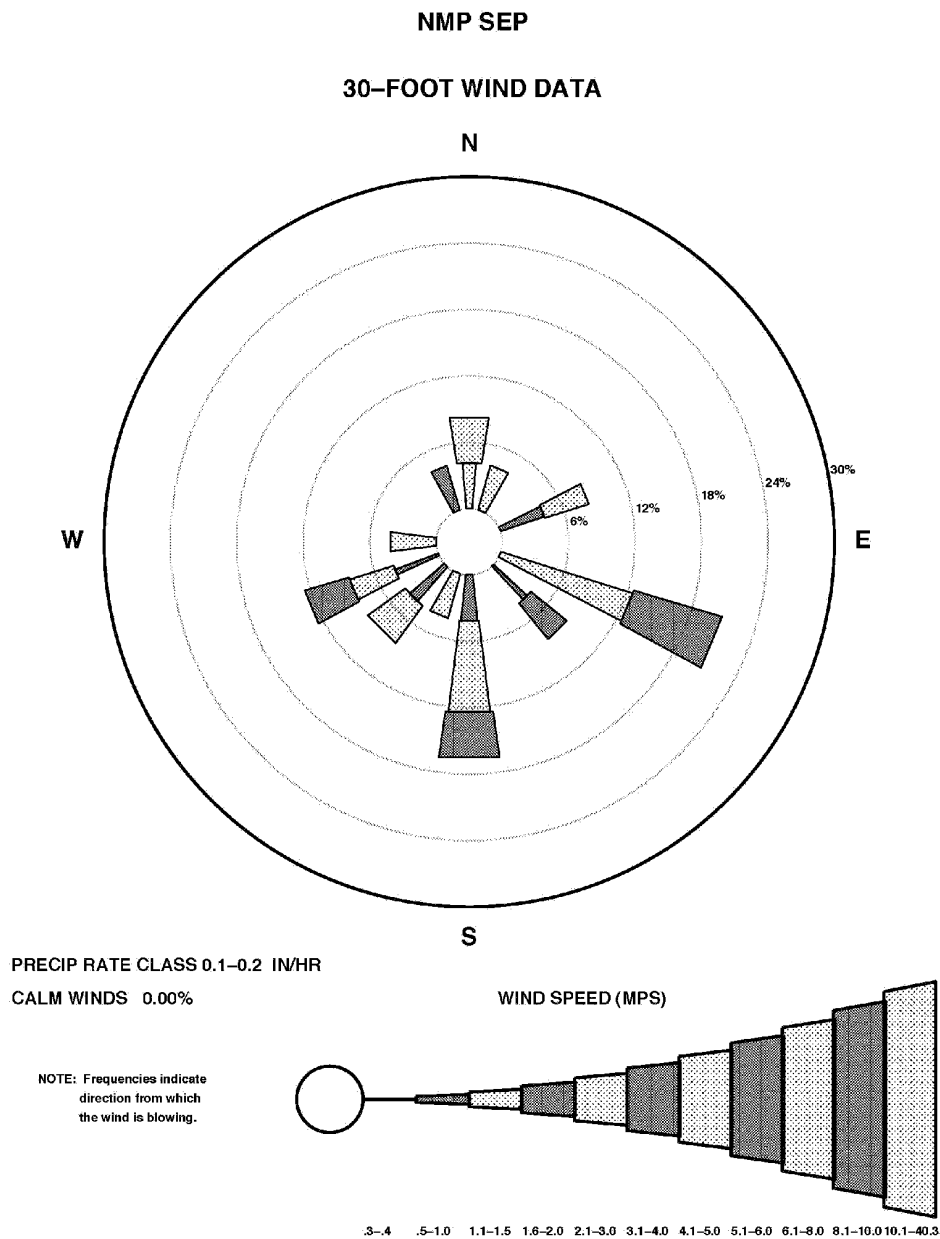 NMP SEP
30–FOOT WIND DATA
N
30%
24%
18%
12%
6%
W
E
S
PRECIP RATE CLASS 0.1–0.2 IN/HR
CALM WINDS 0.00%
WIND SPEED (MPS)
NOTE: Frequencies indicate
direction from which
the wind is blowing.
.3–.4 .5–1.0 1.1–1.5 1.6–2.0 2.1–3.0 3.1–4.0 4.1–5.0 5.1–6.0 6.1–8.0 8.1–10.0 10.1–40.3